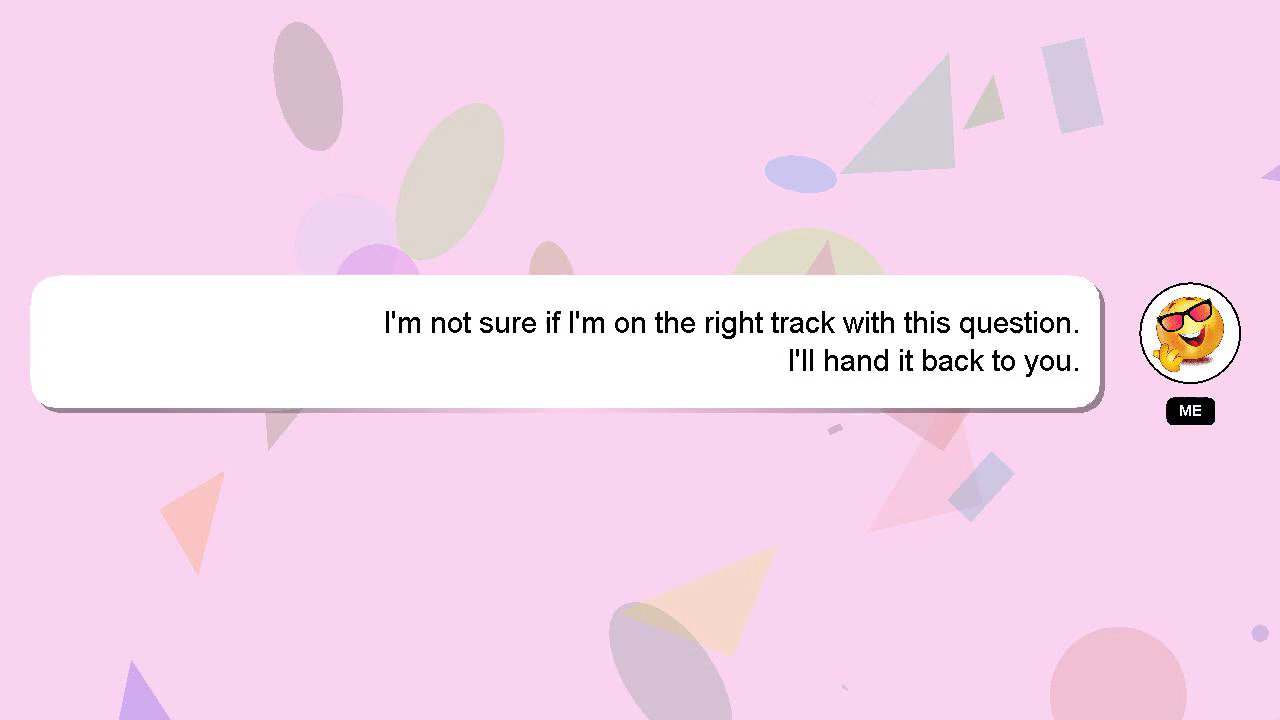 I'm not sure if I'm on the right track with this question.
I'll hand it back to you.
ME